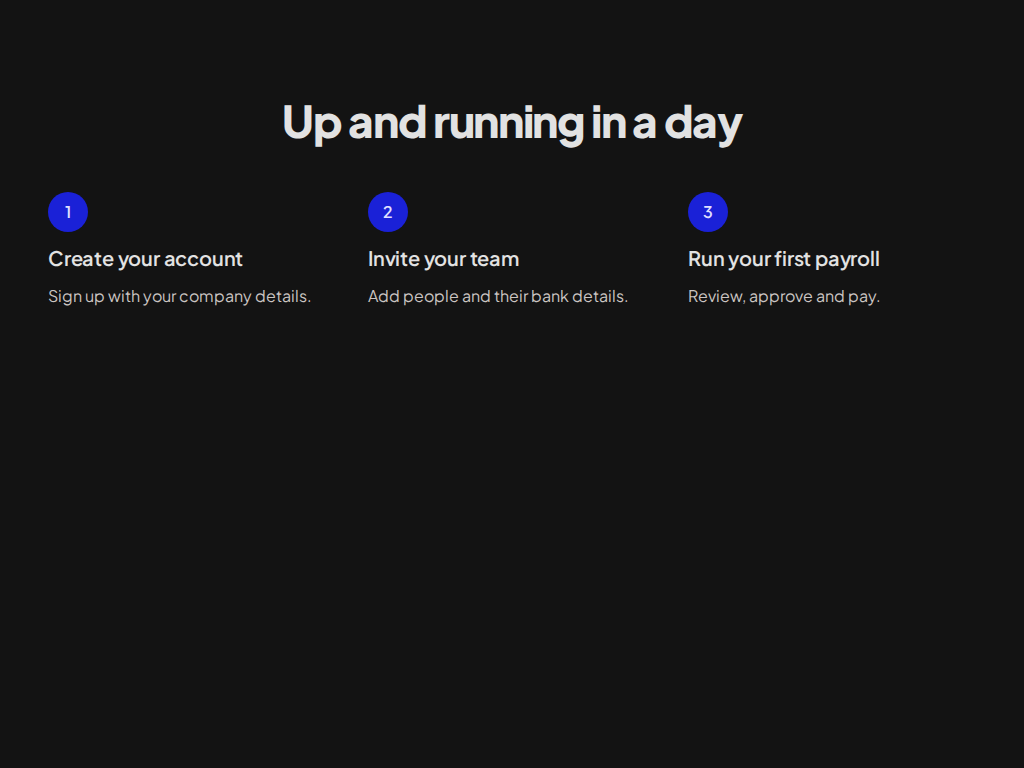 Up and running in a day
1
Create your account
Sign up with your company details.
2
Invite your team
Add people and their bank details.
3
Run your first payroll
Review, approve and pay.